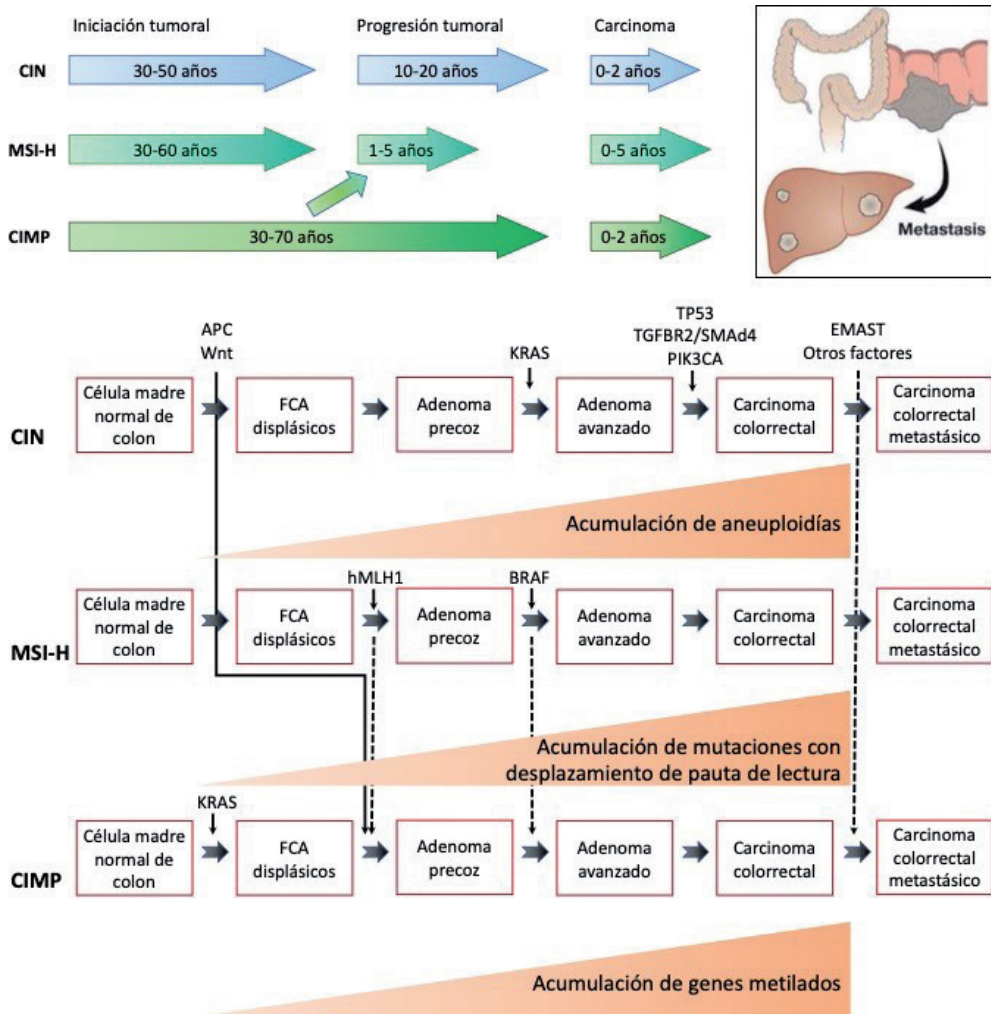 Iniciación tumoral
Progresión tumoral
Carcinoma
CIN
30-50 años
10-20 años
0-2 años
MSI-H
30-60 años
1-5 años
0-5 años
CIMP
30-70 años
0-2 años
Metastasis
APC
Wnt
KRAS
TP53
TGFBR2/SMAd4
PIK3CA
EMAST
Otros factores
CIN
Célula madre
normal de
colon
FCA
displásicos
Adenoma
precoz
Adenoma
avanzado
Carcinoma
colorrectal
Carcinoma
colorrectal
metastásico
Acumulación de aneuploidías
hMLH1
BRAF
MSI-H
Célula madre
normal de
colon
FCA
displásicos
Adenoma
precoz
Adenoma
avanzado
Carcinoma
colorrectal
Carcinoma
colorrectal
metastásico
Acumulación de mutaciones con
desplazamiento de pauta de lectura
KRAS
CIMP
Célula madre
normal de
colon
FCA
displásicos
Adenoma
precoz
Adenoma
avanzado
Carcinoma
colorrectal
Carcinoma
colorrectal
metastásico
Acumulación de genes metilados